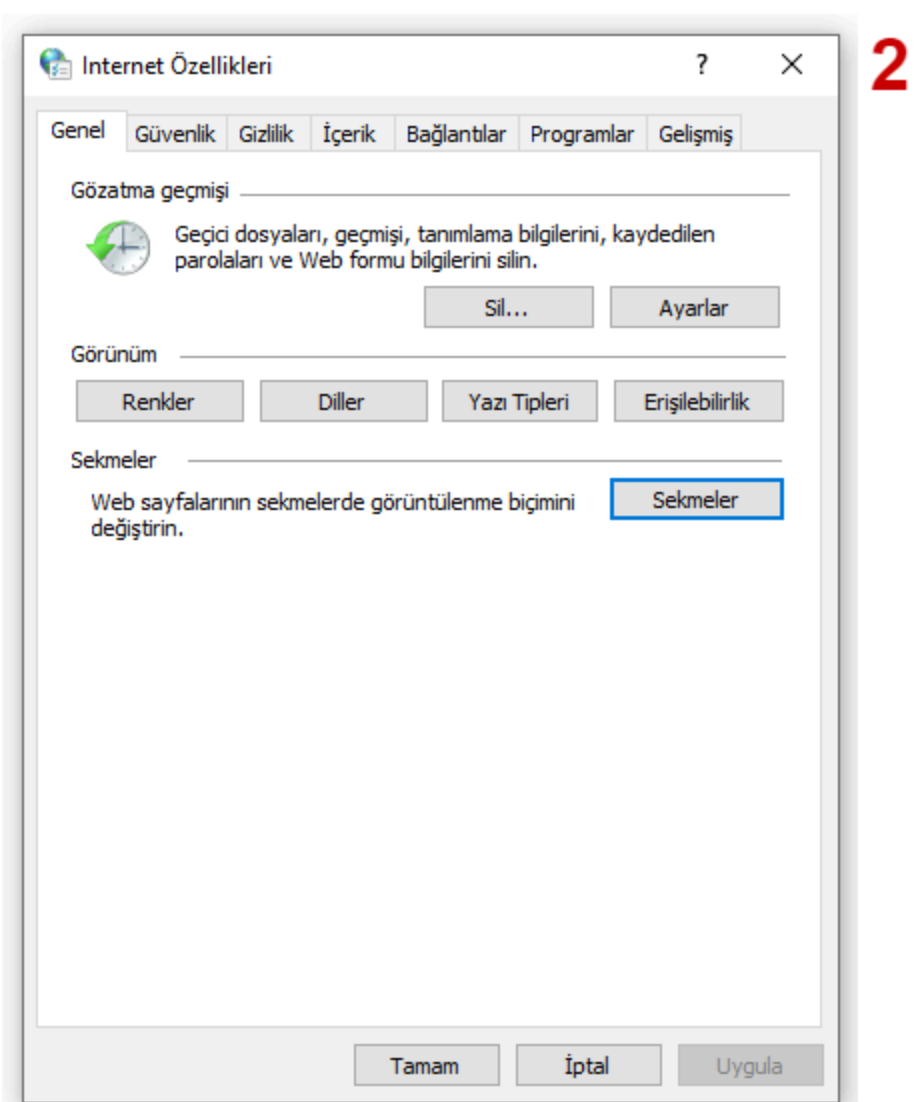 Internet Özellikleri ? ×
2
Genel Güvenlik Gizlilik İçerik Bağlantılar Programlar Gelişmiş
Gözatma geçmişi
Geçici dosyaları, geçmişi, tanımlama bilgilerini, kaydedilen
parolaları ve Web formu bilgilerini silin.
Sil... Ayarlar
Görünüm
Renkler Diller Yazı Tipleri Erişilebilirlik
Sekmeler
Web sayfalarının sekmelerde görüntülenme biçimini
değiştirin.
Sekmeler
Tamam İptal Uygula